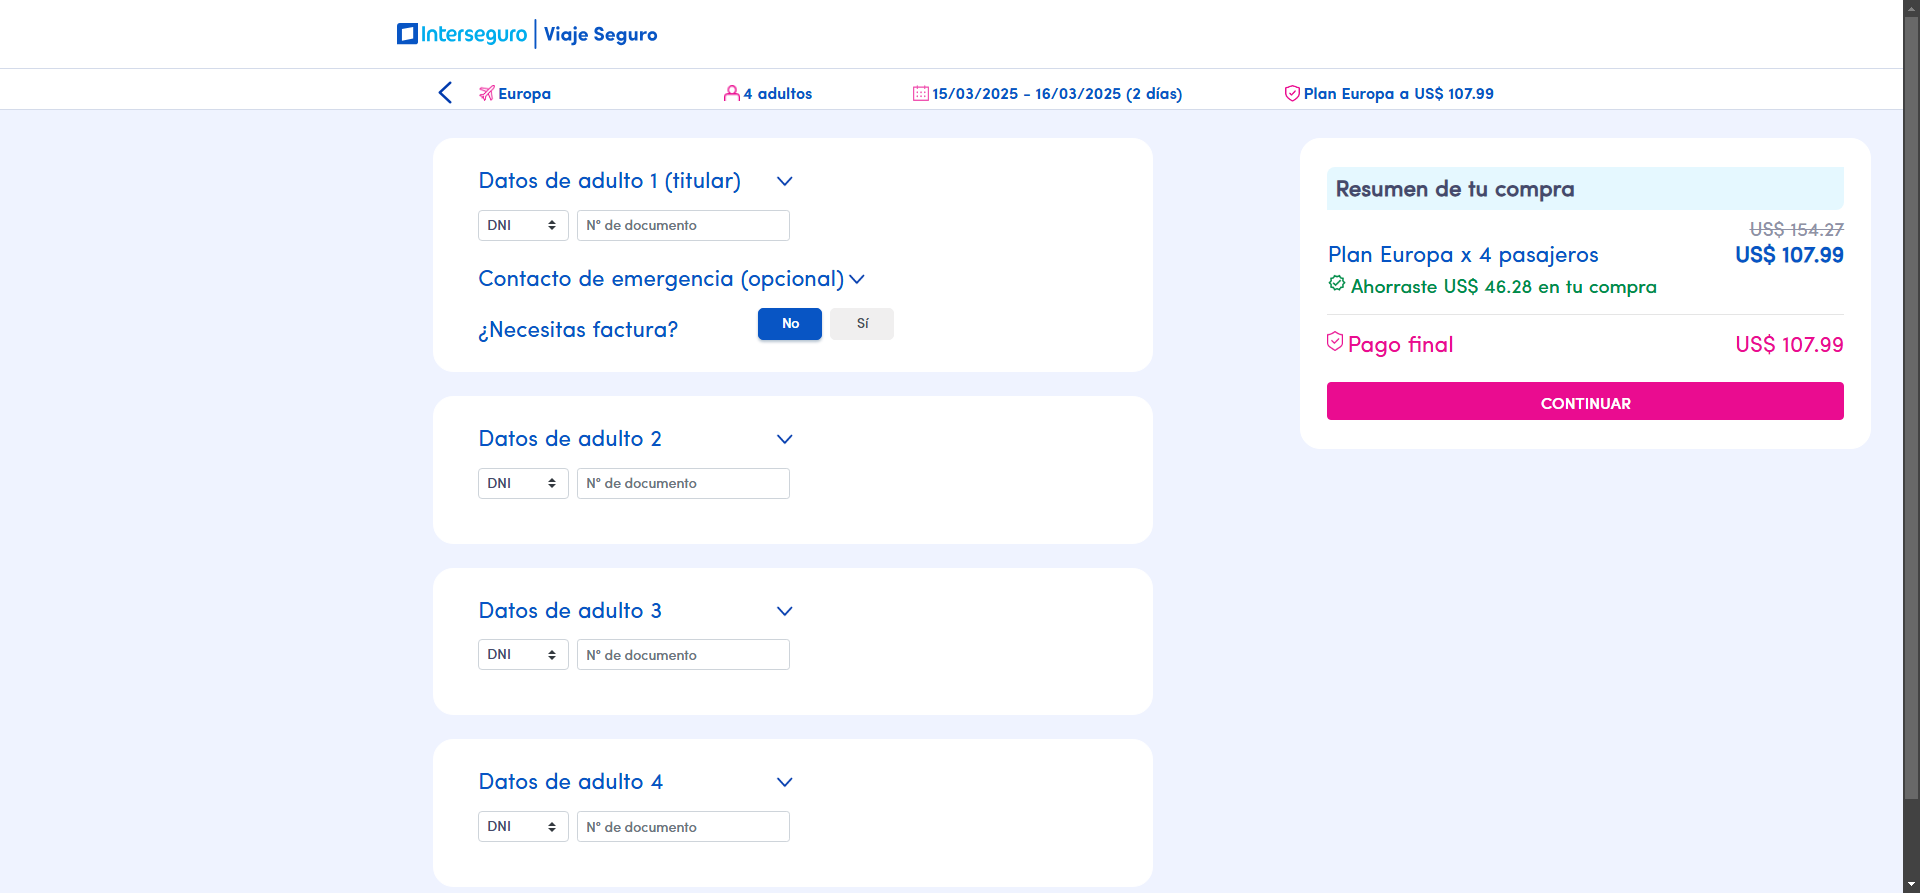 Interseguro | Viaje Seguro
Europa
4 adultos
15/03/2025 - 16/03/2025 (2 días)
Plan Europa a US$ 107.99
Datos de adulto 1 (titular)
DNI
N° de documento
Contacto de emergencia (opcional)
¿Necesitas factura?
No
Sí
Datos de adulto 2
DNI
N° de documento
Datos de adulto 3
DNI
N° de documento
Datos de adulto 4
DNI
N° de documento
Resumen de tu compra
US$ 154.27
Plan Europa x 4 pasajeros
US$ 107.99
Ahorraste US$ 46.28 en tu compra
Pago final
US$ 107.99
CONTINUAR